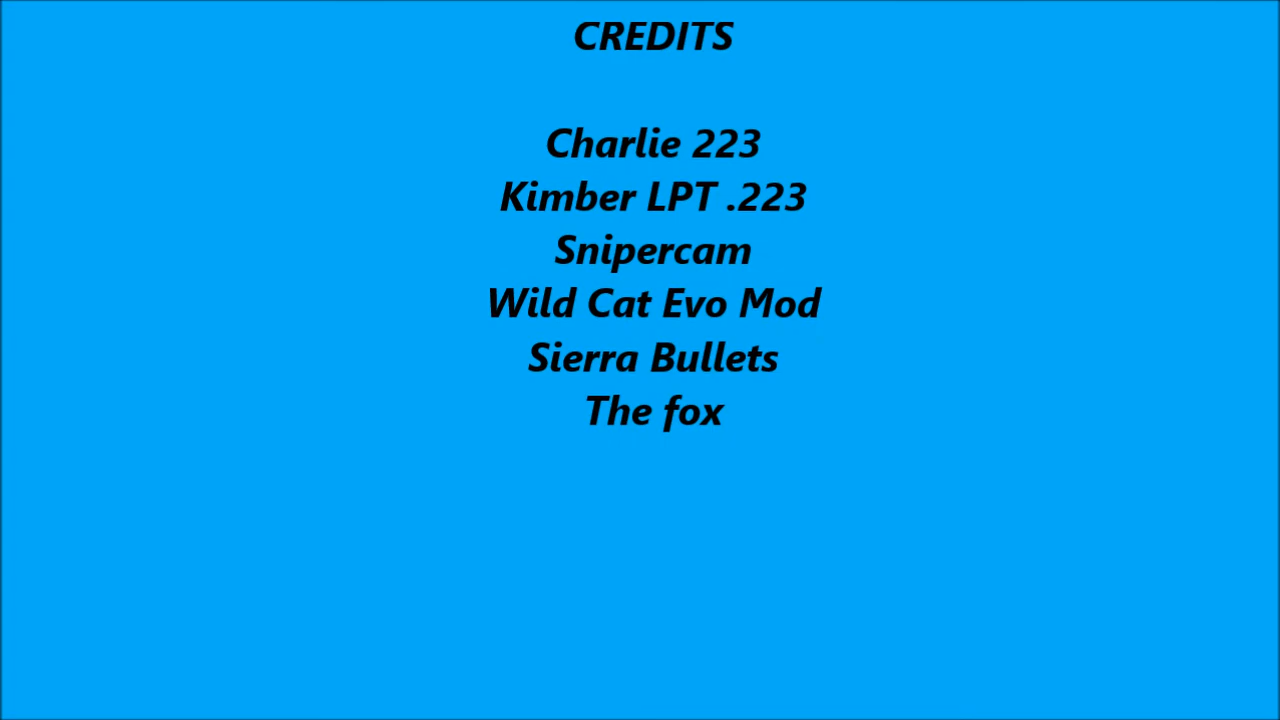 CREDITS
Charlie 223
Kimber LPT .223
Snipercam
Wild Cat Evo Mod
Sierra Bullets
The fox